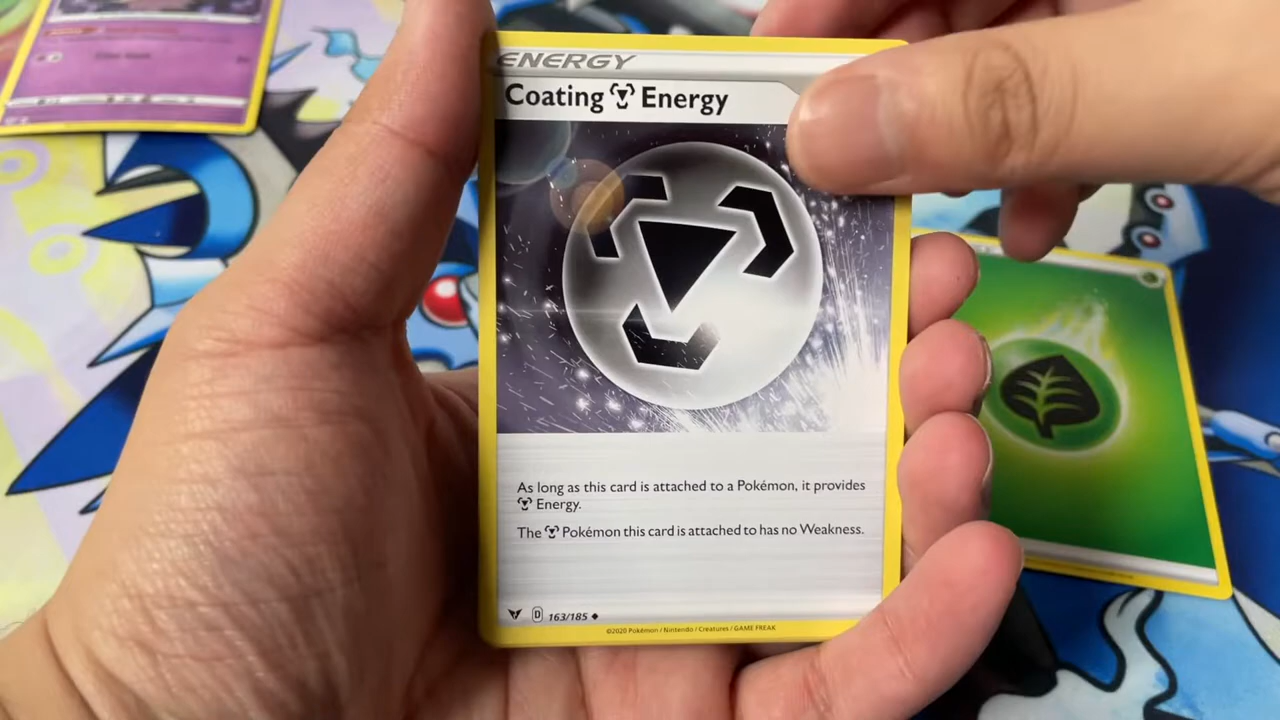 ENERGY
Coating Energy
As long as this card is attached to a Pokémon, it provides
Energy.
The Pokémon this card is attached to has no Weakness.
D 163/185
©2020 Pokémon / Nintendo / Creatures / GAME FREAK